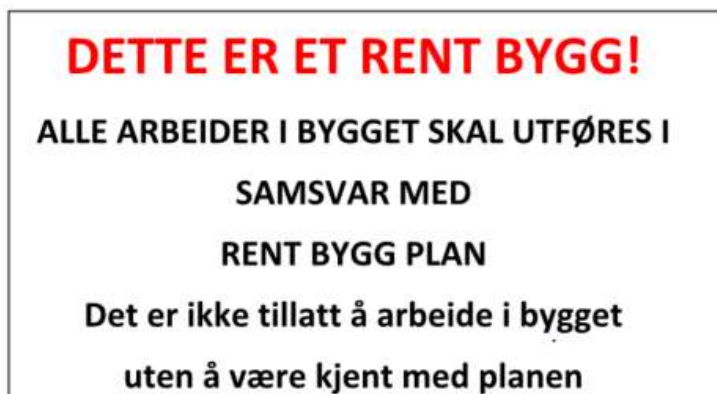 DETTE ER ET RENT BYGG!
ALLE ARBEIDER I BYGGET SKAL UTFØRES I
SAMSVAR MED
RENT BYGG PLAN
Det er ikke tillatt å arbeide i bygget
uten å være kjent med planen